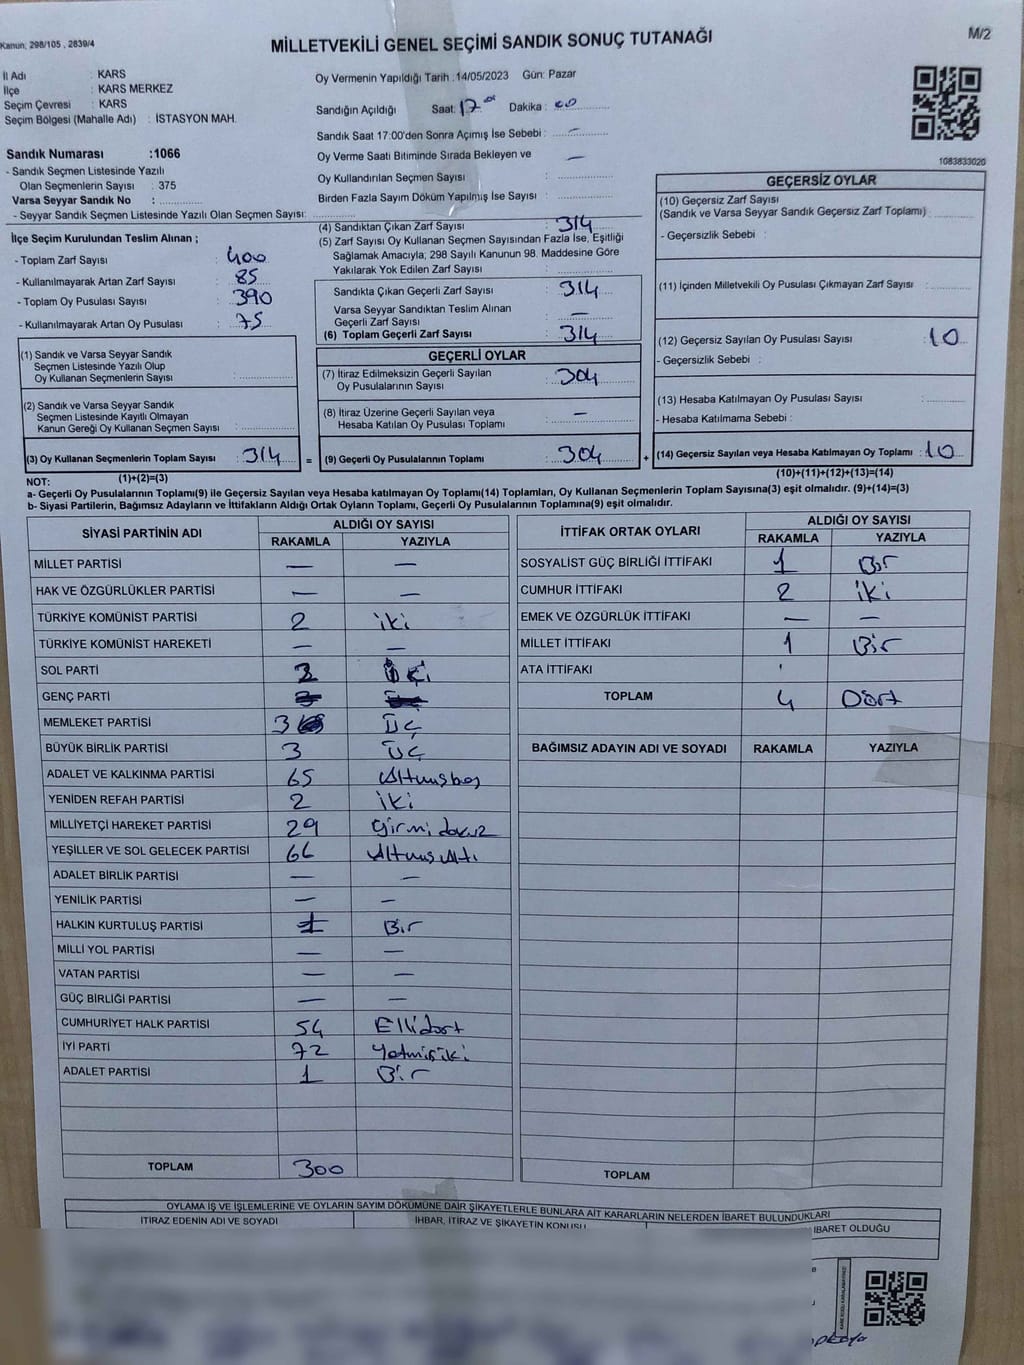 Kanun, 298/105 , 2839/4
MİLLETVEKİLİ GENEL SEÇİMİ SANDIK SONUÇ TUTANAĞI
M/2
İl Adı : KARS
İlçe : KARS MERKEZ
Seçim Çevresi : KARS
Seçim Bölgesi (Mahalle Adı) : İSTASYON MAH.
Sandık Numarası :1066
- Sandık Seçmen Listesinde Yazılı
Olan Seçmenlerin Sayısı : 375
Varsa Seyyar Sandık No :
- Seyyar Sandık Seçmen Listesinde Yazılı Olan Seçmen Sayısı:
Oy Vermenin Yapıldığı Tarih :14/05/2023 Gün: Pazar
Sandığın Açıldığı Saat: 17 00 Dakika : 00
Sandık Saat 17:00'den Sonra Açımış İse Sebebi : —
Oy Verme Saati Bitiminde Sırada Bekleyen ve —
Oy Kullandırılan Seçmen Sayısı :
Birden Fazla Sayım Döküm Yapılmış İse Sayısı :
1083833020
İlçe Seçim Kurulundan Teslim Alınan ;
- Toplam Zarf Sayısı : 400
- Kullanılmayarak Artan Zarf Sayısı : 85
- Toplam Oy Pusulası Sayısı : 390
- Kullanılmayarak Artan Oy Pusulası : 75
(1) Sandık ve Varsa Seyyar Sandık
Seçmen Listesinde Yazılı Olup
Oy Kullanan Seçmenlerin Sayısı :
(2) Sandık ve Varsa Seyyar Sandık
Seçmen Listesinde Kayıtlı Olmayan
Kanun Gereği Oy Kullanan Seçmen Sayısı :
(3) Oy Kullanan Seçmenlerin Toplam Sayısı : 314
(1)+(2)=(3)
(4) Sandıktan Çıkan Zarf Sayısı : 314
(5) Zarf Sayısı Oy Kullanan Seçmen Sayısından Fazla İse, Eşitliği
Sağlamak Amacıyla; 298 Sayılı Kanunun 98. Maddesine Göre
Yakılarak Yok Edilen Zarf Sayısı :
Sandıkta Çıkan Geçerli Zarf Sayısı : 314
Varsa Seyyar Sandıktan Teslim Alınan
Geçerli Zarf Sayısı : —
(6) Toplam Geçerli Zarf Sayısı : 314
GEÇERLİ OYLAR
(7) İtiraz Edilmeksizin Geçerli Sayılan
Oy Pusulalarının Sayısı : 304
(8) İtiraz Üzerine Geçerli Sayılan veya
Hesaba Katılan Oy Pusulası Toplamı : —
= (9) Geçerli Oy Pusulalarının Toplamı : 304
GEÇERSİZ OYLAR
(10) Geçersiz Zarf Sayısı
(Sandık ve Varsa Seyyar Sandık Geçersiz Zarf Toplamı) :
- Geçersizlik Sebebi :
(11) İçinden Milletvekili Oy Pusulası Çıkmayan Zarf Sayısı :
(12) Geçersiz Sayılan Oy Pusulası Sayısı : 10
- Geçersizlik Sebebi :
(13) Hesaba Katılmayan Oy Pusulası Sayısı :
- Hesaba Katılmama Sebebi :
+ (14) Geçersiz Sayılan veya Hesaba Katılmayan Oy Toplamı : 10
(10)+(11)+(12)+(13)=(14)
NOT:
a- Geçerli Oy Pusulalarının Toplamı(9) ile Geçersiz Sayılan veya Hesaba katılmayan Oy Toplamı(14) Toplamları, Oy Kullanan Seçmenlerin Toplam Sayısına(3) eşit olmalıdır. (9)+(14)=(3)
b- Siyasi Partilerin, Bağımsız Adayların ve İttifakların Aldığı Ortak Oyların Toplamı, Geçerli Oy Pusulalarının Toplamına(9) eşit olmalıdır.
SİYASİ PARTİNİN ADI ALDIĞI OY SAYISI
RAKAMLA YAZIYLA
MİLLET PARTİSİ — —
HAK VE ÖZGÜRLÜKLER PARTİSİ — —
TÜRKİYE KOMÜNİST PARTİSİ 2 iki
TÜRKİYE KOMÜNİST HAREKETİ — —
SOL PARTİ 2 İki
GENÇ PARTİ
MEMLEKET PARTİSİ 3 ÜÇ
BÜYÜK BİRLİK PARTİSİ 3 ÜÇ
ADALET VE KALKINMA PARTİSİ 65 Altmışbeş
YENİDEN REFAH PARTİSİ 2 iki
MİLLİYETÇİ HAREKET PARTİSİ 29 Yirmi dokuz
YEŞİLLER VE SOL GELECEK PARTİSİ 66 Altmış Altı
ADALET BİRLİK PARTİSİ — —
YENİLİK PARTİSİ — —
HALKIN KURTULUŞ PARTİSİ 1 Bir
MİLLİ YOL PARTİSİ — —
VATAN PARTİSİ — —
GÜÇ BİRLİĞİ PARTİSİ — —
CUMHURİYET HALK PARTİSİ 54 Ellidört
İYİ PARTİ 72 Yetmişiki
ADALET PARTİSİ 1 Bir
TOPLAM 300
İTTİFAK ORTAK OYLARI ALDIĞI OY SAYISI
RAKAMLA YAZIYLA
SOSYALİST GÜÇ BİRLİĞİ İTTİFAKI 1 Bir
CUMHUR İTTİFAKI 2 iki
EMEK VE ÖZGÜRLÜK İTTİFAKI — —
MİLLET İTTİFAKI 1 Bir
ATA İTTİFAKI
TOPLAM 4 Dört
BAĞIMSIZ ADAYIN ADI VE SOYADI RAKAMLA YAZIYLA
TOPLAM
OYLAMA İŞ VE İŞLEMLERİNE VE OYLARIN SAYIM DÖKÜMÜNE DAİR ŞİKAYETLERLE BUNLARA AİT KARARLARIN NELERDEN İBARET BULUNDUKLARI
İTİRAZ EDENİN ADI VE SOYADI İHBAR, İTİRAZ VE ŞİKAYETİN KONUSU İBARET OLDUĞU